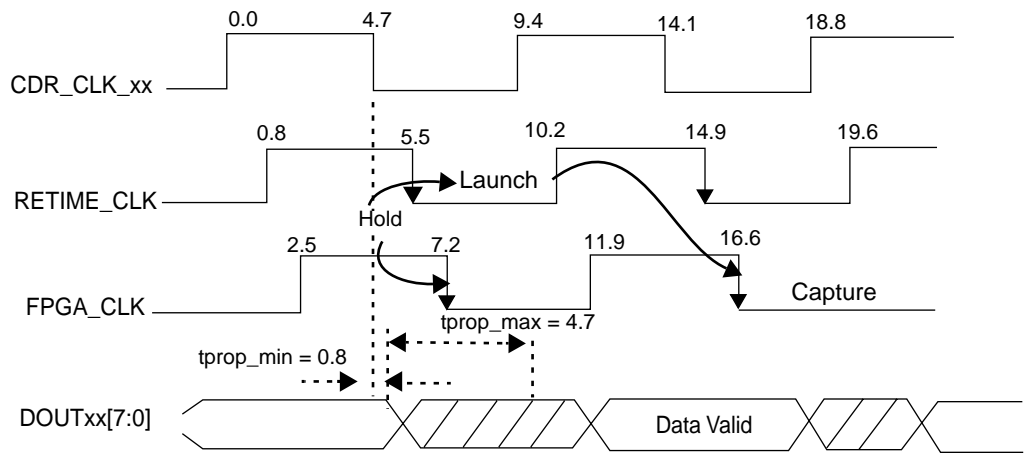 0.0 4.7 9.4 14.1 18.8
CDR_CLK_xx
0.8 5.5 10.2 14.9 19.6
Launch
RETIME_CLK
Hold
2.5 7.2 11.9 16.6
Capture
FPGA_CLK
tprop_max = 4.7
tprop_min = 0.8
DOUTxx[7:0]
Data Valid